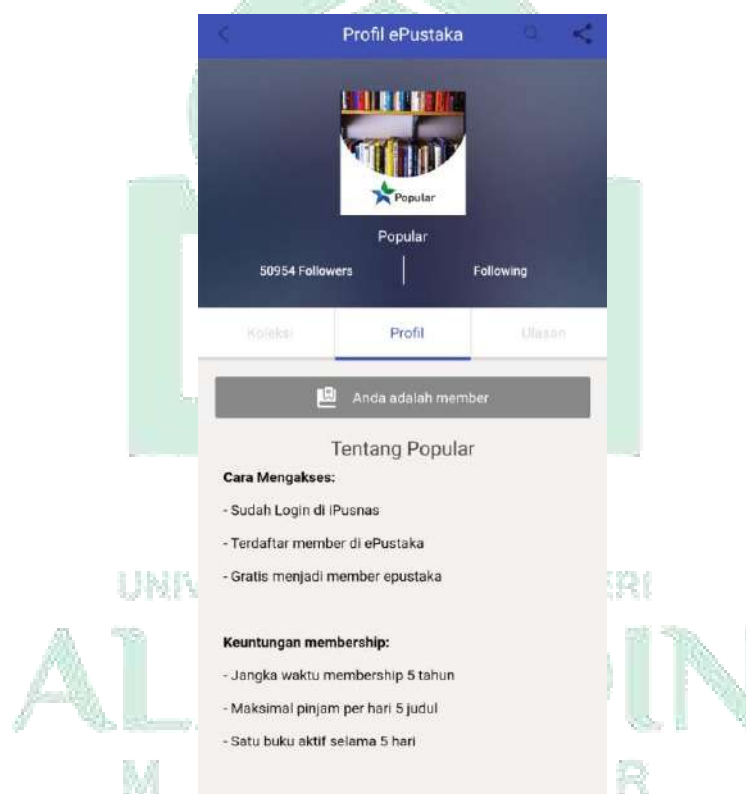 Profil ePustaka
Popular
Popular
50954 Followers
Following
Koleksi
Profil
Ulasan
Anda adalah member
Tentang Popular
Cara Mengakses:
- Sudah Login di iPusnas
- Terdaftar member di ePustaka
- Gratis menjadi member epustaka
Keuntungan membership:
- Jangka waktu membership 5 tahun
- Maksimal pinjam per hari 5 judul
- Satu buku aktif selama 5 hari